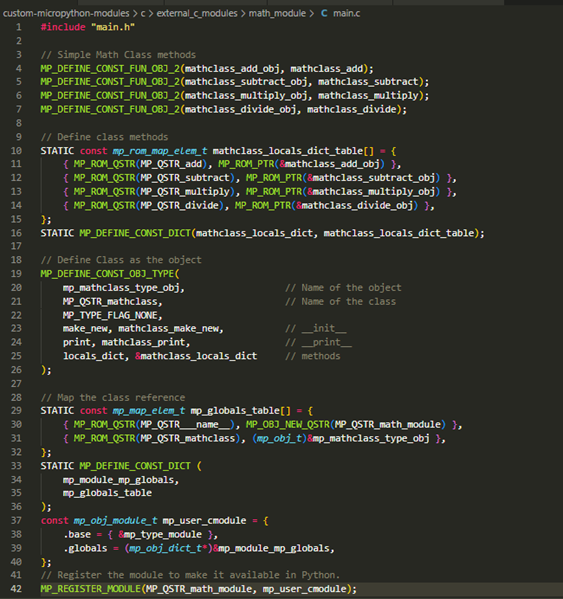 custom-micropython-modules > c > external_c_modules > math_module > C main.c
1 #include "main.h"
2
3 // Simple Math Class methods
4 MP_DEFINE_CONST_FUN_OBJ_2(mathclass_add_obj, mathclass_add);
5 MP_DEFINE_CONST_FUN_OBJ_2(mathclass_subtract_obj, mathclass_subtract);
6 MP_DEFINE_CONST_FUN_OBJ_2(mathclass_multiply_obj, mathclass_multiply);
7 MP_DEFINE_CONST_FUN_OBJ_2(mathclass_divide_obj, mathclass_divide);
8
9 // Define class methods
10 STATIC const mp_rom_map_elem_t mathclass_locals_dict_table[] = {
11 { MP_ROM_QSTR(MP_QSTR_add), MP_ROM_PTR(&mathclass_add_obj) },
12 { MP_ROM_QSTR(MP_QSTR_subtract), MP_ROM_PTR(&mathclass_subtract_obj) },
13 { MP_ROM_QSTR(MP_QSTR_multiply), MP_ROM_PTR(&mathclass_multiply_obj) },
14 { MP_ROM_QSTR(MP_QSTR_divide), MP_ROM_PTR(&mathclass_divide_obj) },
15 };
16 STATIC MP_DEFINE_CONST_DICT(mathclass_locals_dict, mathclass_locals_dict_table);
17
18 // Define Class as the object
19 MP_DEFINE_CONST_OBJ_TYPE(
20 mp_mathclass_type_obj, // Name of the object
21 MP_QSTR_mathclass, // Name of the class
22 MP_TYPE_FLAG_NONE,
23 make_new, mathclass_make_new, // __init__
24 print, mathclass_print, // __print__
25 locals_dict, &mathclass_locals_dict // methods
26 );
27
28 // Map the class reference
29 STATIC const mp_map_elem_t mp_globals_table[] = {
30 { MP_ROM_QSTR(MP_QSTR___name__), MP_OBJ_NEW_QSTR(MP_QSTR_math_module) },
31 { MP_ROM_QSTR(MP_QSTR_mathclass), (mp_obj_t)&mp_mathclass_type_obj },
32 };
33 STATIC MP_DEFINE_CONST_DICT (
34 mp_module_mp_globals,
35 mp_globals_table
36 );
37 const mp_obj_module_t mp_user_cmodule = {
38 .base = { &mp_type_module },
39 .globals = (mp_obj_dict_t*)&mp_module_mp_globals,
40 };
41 // Register the module to make it available in Python.
42 MP_REGISTER_MODULE(MP_QSTR_math_module, mp_user_cmodule);